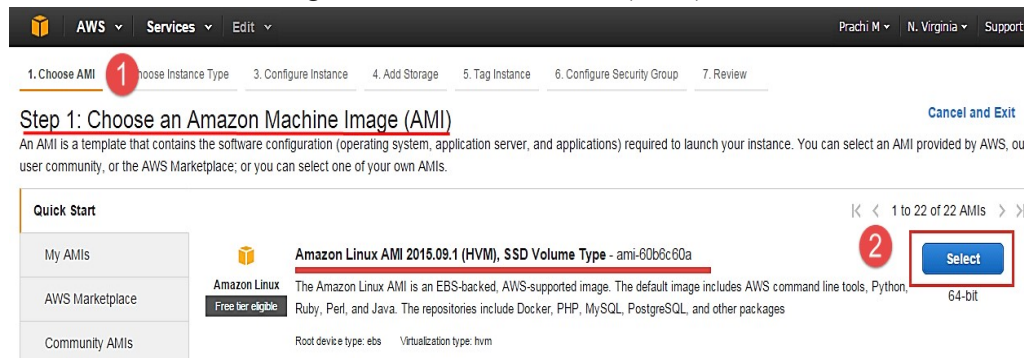 AWS Services Edit Prachi M N. Virginia Support
1. Choose AMI 1 hoose Instance Type 3. Configure Instance 4. Add Storage 5. Tag Instance 6. Configure Security Group 7. Review
Step 1: Choose an Amazon Machine Image (AMI) Cancel and Exit
An AMI is a template that contains the software configuration (operating system, application server, and applications) required to launch your instance. You can select an AMI provided by AWS, ou
user community, or the AWS Marketplace; or you can select one of your own AMIs.
Quick Start 1 to 22 of 22 AMIs
My AMIs
AWS Marketplace
Community AMIs
Amazon Linux
Free tier eligible
Amazon Linux AMI 2015.09.1 (HVM), SSD Volume Type - ami-60b6c60a
The Amazon Linux AMI is an EBS-backed, AWS-supported image. The default image includes AWS command line tools, Python,
Ruby, Perl, and Java. The repositories include Docker, PHP, MySQL, PostgreSQL, and other packages
Root device type: ebs Virtualization type: hvm
2
Select
64-bit